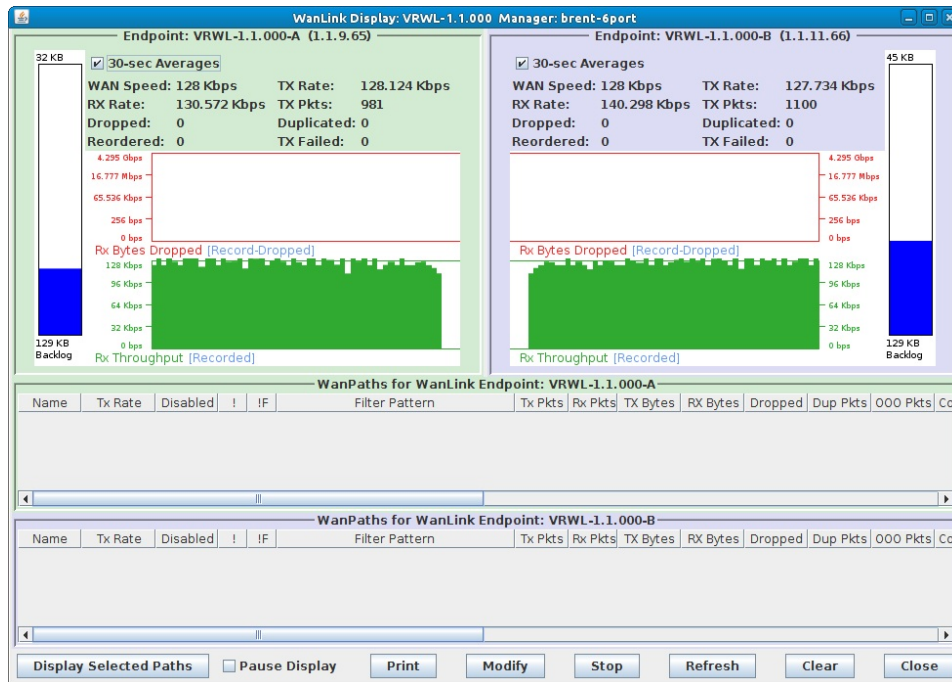 WanLink Display: VRWL-1.1.000 Manager: brent-6port
Endpoint: VRWL-1.1.000-A (1.1.9.65)
32 KB
30-sec Averages
WAN Speed: 128 Kbps TX Rate: 128.124 Kbps
RX Rate: 130.572 Kbps TX Pkts: 981
Dropped: 0 Duplicated: 0
Reordered: 0 TX Failed: 0
4.295 Gbps
16.777 Mbps
65.536 Kbps
256 bps
0 bps
Rx Bytes Dropped [Record-Dropped]
128 Kbps
96 Kbps
64 Kbps
32 Kbps
0 bps
129 KB
Backlog
Rx Throughput [Recorded]
Endpoint: VRWL-1.1.000-B (1.1.11.66)
45 KB
30-sec Averages
WAN Speed: 128 Kbps TX Rate: 127.734 Kbps
RX Rate: 140.298 Kbps TX Pkts: 1100
Dropped: 0 Duplicated: 0
Reordered: 0 TX Failed: 0
4.295 Gbps
16.777 Mbps
65.536 Kbps
256 bps
0 bps
Rx Bytes Dropped [Record-Dropped]
128 Kbps
96 Kbps
64 Kbps
32 Kbps
0 bps
129 KB
Backlog
Rx Throughput [Recorded]
WanPaths for WanLink Endpoint: VRWL-1.1.000-A
Name Tx Rate Disabled ! !F Filter Pattern Tx Pkts Rx Pkts TX Bytes RX Bytes Dropped Dup Pkts OOO Pkts Co
WanPaths for WanLink Endpoint: VRWL-1.1.000-B
Name Tx Rate Disabled ! !F Filter Pattern Tx Pkts Rx Pkts TX Bytes RX Bytes Dropped Dup Pkts OOO Pkts Co
Display Selected Paths Pause Display Print Modify Stop Refresh Clear Close